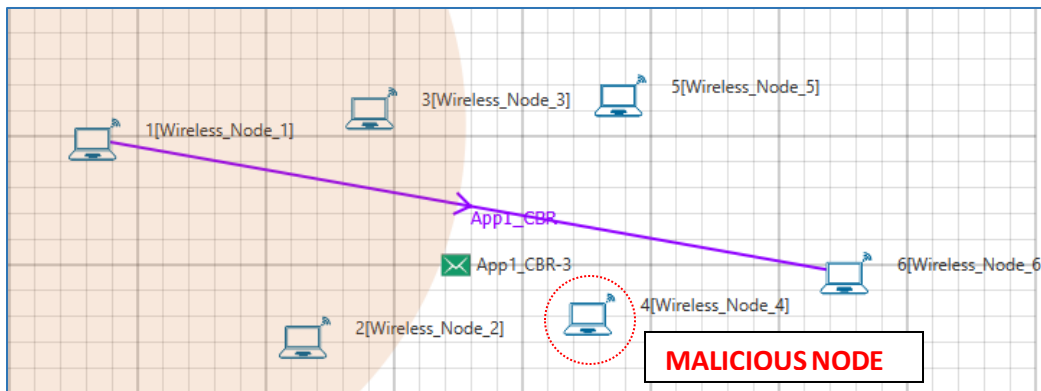 5[Wireless_Node_5]
3[Wireless_Node_3]
1[Wireless_Node_1]
App1_CBR
App1_CBR-3
6[Wireless_Node_6
4[Wireless_Node_4]
2[Wireless_Node_2]
MALICIOUS NODE